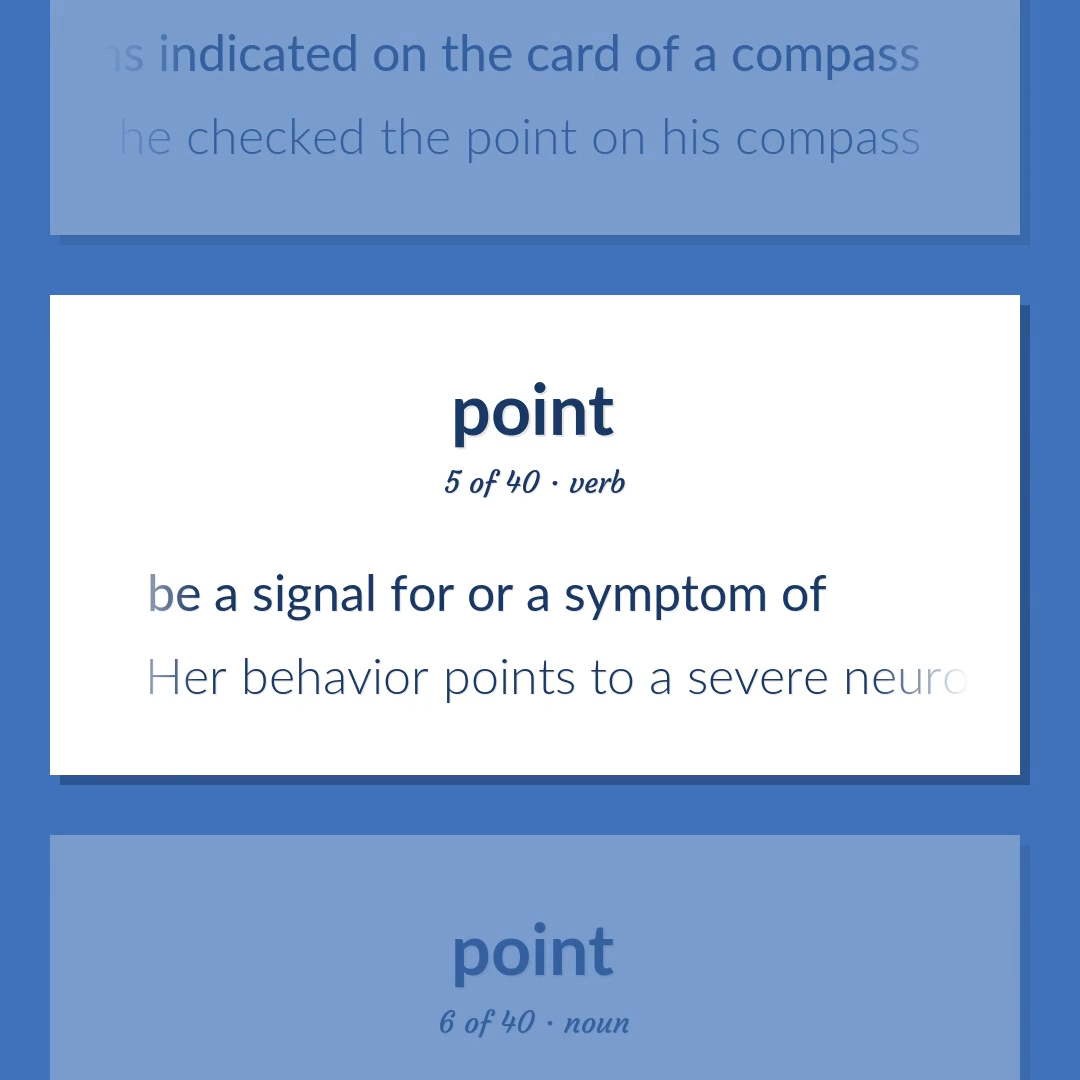 indicated on the card of a compass
he checked the point on his compass
point
5 of 40 · verb
be a signal for or a symptom of
Her behavior points to a severe
point
6 of 40 · noun